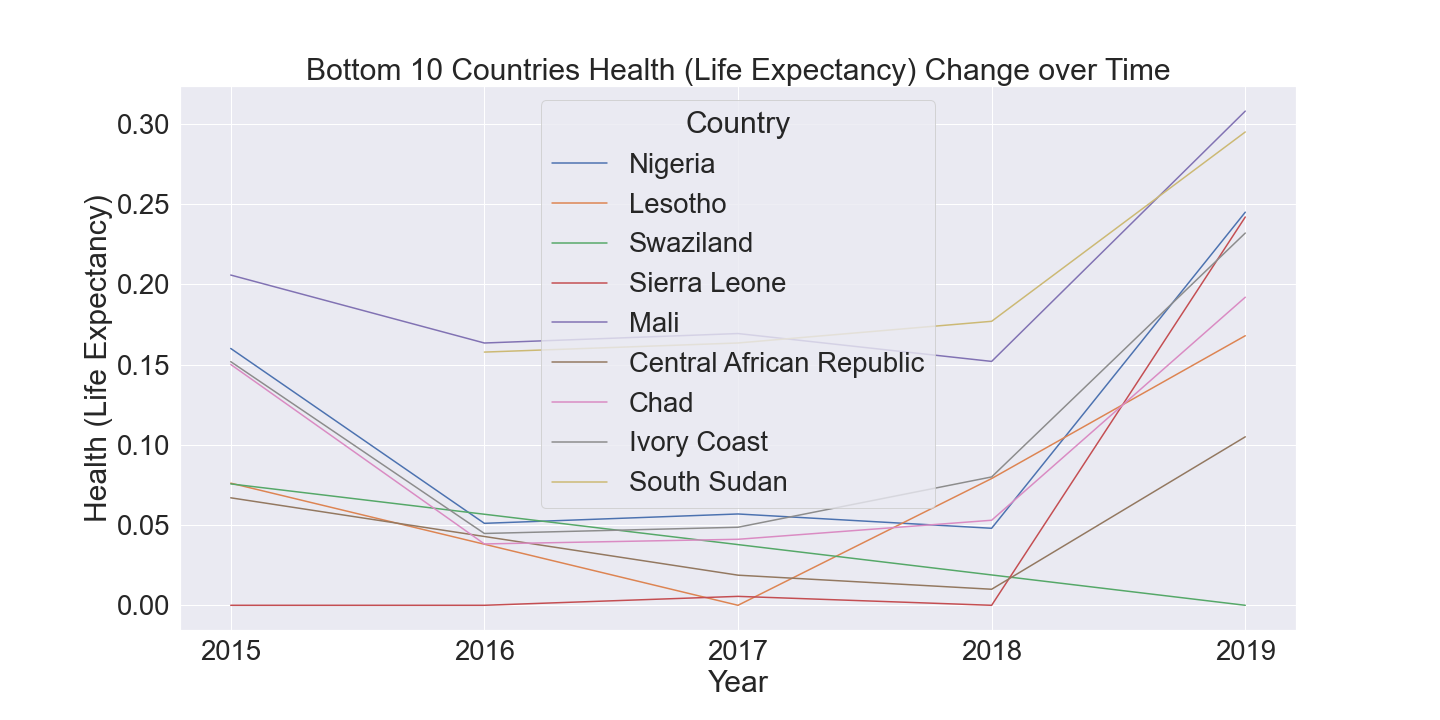 Bottom 10 Countries Health (Life Expectancy) Change over Time
Health (Life Expectancy)
0.30
0.25
0.20
0.15
0.10
0.05
0.00
Country
Nigeria
Lesotho
Swaziland
Sierra Leone
Mali
Central African Republic
Chad
Ivory Coast
South Sudan
2015 2016 2017 2018 2019
Year